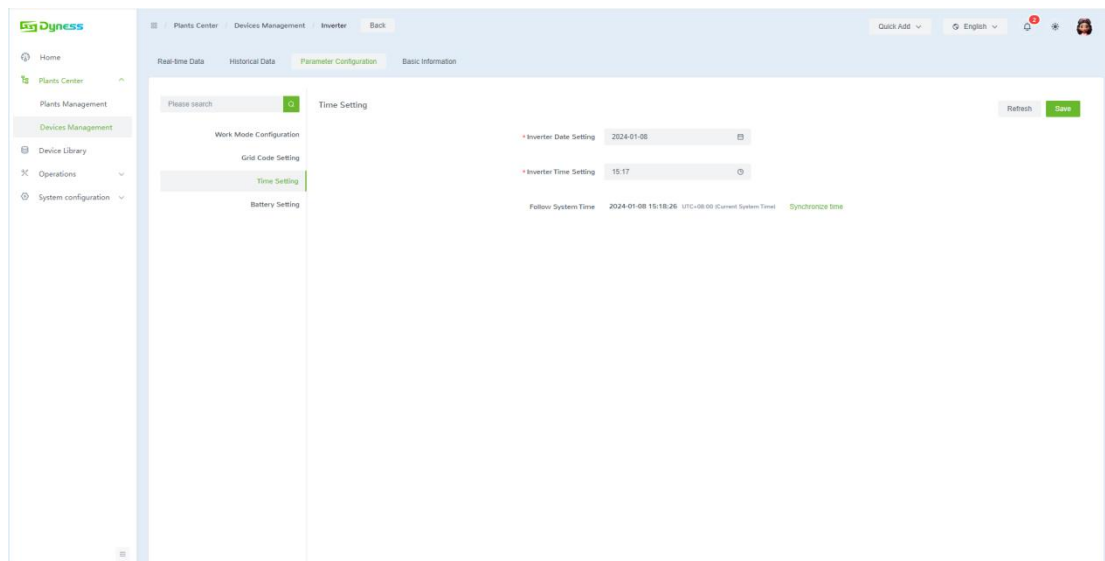 Dyness
Plants Center / Devices Management / Inverter Back
Quick Add English 2
Home
Plants Center
Plants Management
Devices Management
Device Library
Operations
System configuration
Real-time Data Historical Data Parameter Configuration Basic Information
Please search
Work Mode Configuration
Grid Code Setting
Time Setting
Battery Setting
Time Setting
Refresh Save
* Inverter Date Setting 2024-01-08
* Inverter Time Setting 15:17
Follow System Time 2024-01-08 15:18:26 UTC+08:00 (Current System Time) Synchronize time